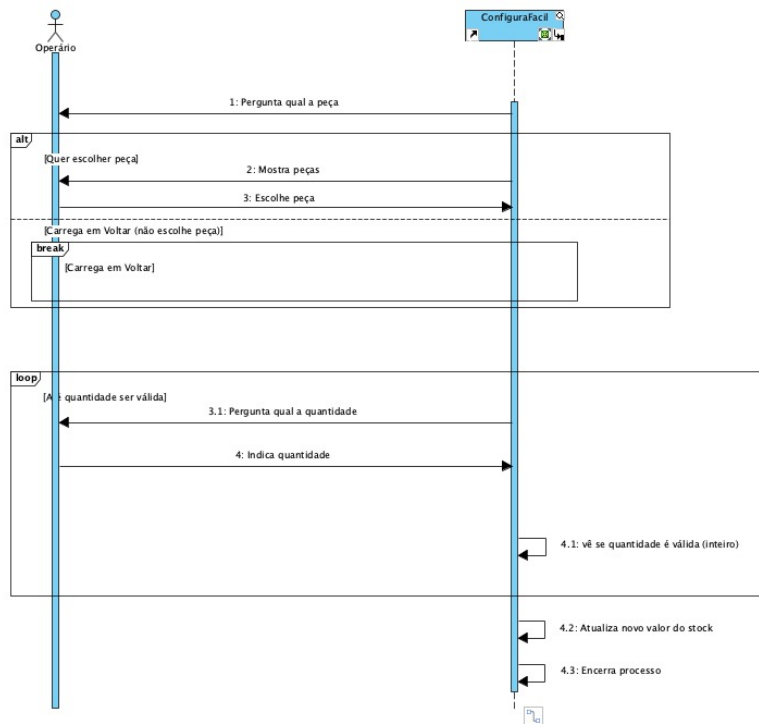 ConfiguraFacil
Operário
1: Pergunta qual a peça
alt
[Quer escolher peça]
2: Mostra peças
3: Escolhe peça
[Carrega em Voltar (não escolhe peça)]
break
[Carrega em Voltar]
loop
[Até quantidade ser válida]
3.1: Pergunta qual a quantidade
4: Indica quantidade
4.1: vê se quantidade é válida (inteiro)
4.2: Atualiza novo valor do stock
4.3: Encerra processo